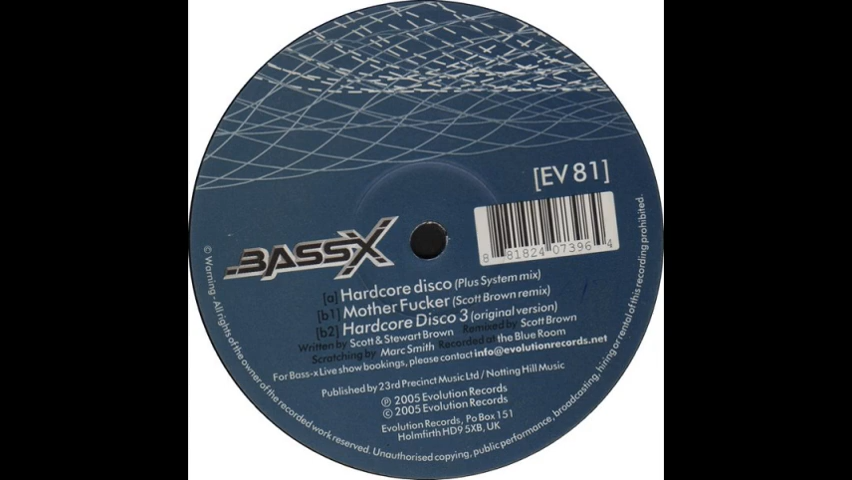 [EV 81]
8 81824 07396 4
.BASSX
[a] Hardcore disco (Plus System mix)
[b1] Mother Fucker (Scott Brown remix)
[b2] Hardcore Disco 3 (original version)
Written by Scott & Stewart Brown Remixed by Scott Brown
Scratching by Marc Smith Recorded at the Blue Room
For Bass-x Live show bookings, please contact info@evolutionrecords.net
Published by 23rd Precinct Music Ltd / Notting Hill Music
℗ 2005 Evolution Records
© 2005 Evolution Records
Evolution Records, Po Box 151
Holmfirth HD9 5XB, UK
© Warning - All rights of the owner of the recorded work reserved. Unauthorised copying, public performance, broadcasting, hiring or rental of this recording prohibited.